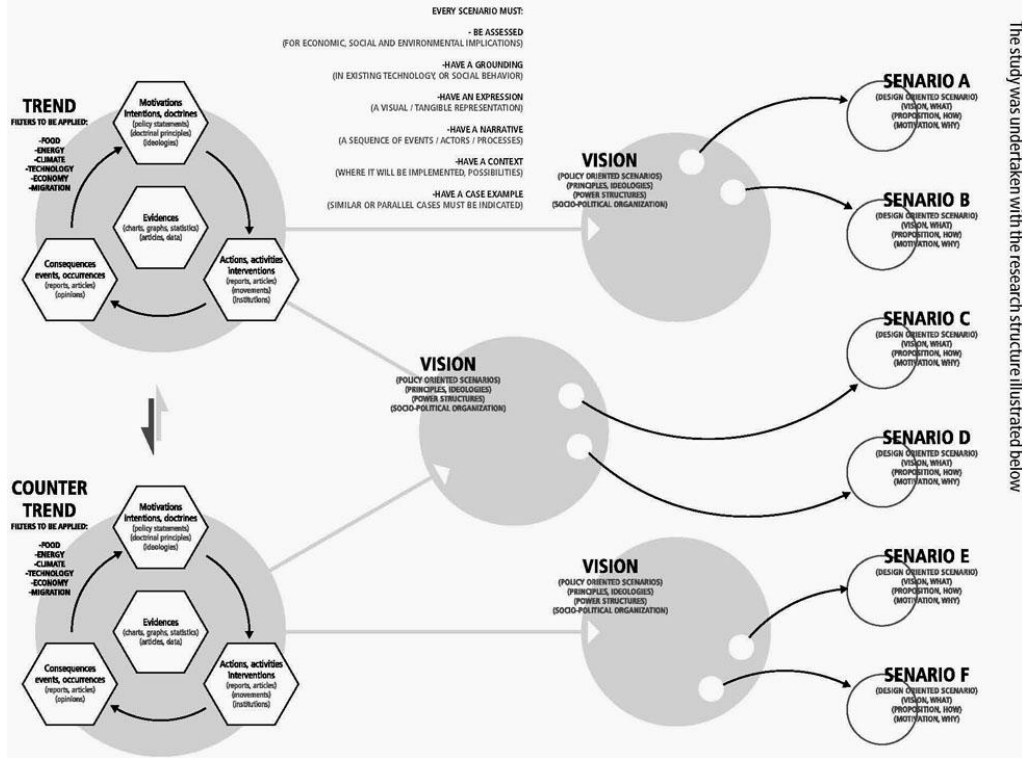 EVERY SCENARIO MUST:
- BE ASSESSED
(FOR ECONOMIC, SOCIAL AND ENVIRONMENTAL IMPLICATIONS)
-HAVE A GROUNDING
(IN EXISTING TECHNOLOGY, OR SOCIAL BEHAVIOR)
-HAVE AN EXPRESSION
(A VISUAL / TANGIBLE REPRESENTATION)
-HAVE A NARRATIVE
(A SEQUENCE OF EVENTS / ACTORS / PROCESSES)
-HAVE A CONTEXT
(WHERE IT WILL BE IMPLEMENTED, POSSIBILITIES)
-HAVE A CASE EXAMPLE
(SIMILAR OR PARALLEL CASES MUST BE INDICATED)
TREND
FILTERS TO BE APPLIED:
-FOOD
-ENERGY
-CLIMATE
-TECHNOLOGY
-ECONOMY
-MIGRATION
Motivations
intentions, doctrines
(policy statements)
(doctrinal principles)
(ideologies)
Evidences
(charts, graphs, statistics)
(articles, data)
Consequences
events, occurrences
(reports, articles)
(opinions)
Actions, activities
interventions
(reports, articles)
(movements)
(institutions)
COUNTER
TREND
FILTERS TO BE APPLIED:
-FOOD
-ENERGY
-CLIMATE
-TECHNOLOGY
-ECONOMY
-MIGRATION
Motivations
intentions, doctrines
(policy statements)
(doctrinal principles)
(ideologies)
Evidences
(charts, graphs, statistics)
(articles, data)
Consequences
events, occurrences
(reports, articles)
(opinions)
Actions, activities
interventions
(reports, articles)
(movements)
(institutions)
VISION
(POLICY ORIENTED SCENARIOS)
(PRINCIPLES, IDEOLOGIES)
(POWER STRUCTURES)
(SOCIO-POLITICAL ORGANIZATION)
VISION
(POLICY ORIENTED SCENARIOS)
(PRINCIPLES, IDEOLOGIES)
(POWER STRUCTURES)
(SOCIO-POLITICAL ORGANIZATION)
VISION
(POLICY ORIENTED SCENARIOS)
(PRINCIPLES, IDEOLOGIES)
(POWER STRUCTURES)
(SOCIO-POLITICAL ORGANIZATION)
SENARIO A
(DESIGN ORIENTED SCENARIO)
(VISION, WHAT)
(PROPOSITION, HOW)
(MOTIVATION, WHY)
SENARIO B
(DESIGN ORIENTED SCENARIO)
(VISION, WHAT)
(PROPOSITION, HOW)
(MOTIVATION, WHY)
SENARIO C
(DESIGN ORIENTED SCENARIO)
(VISION, WHAT)
(PROPOSITION, HOW)
(MOTIVATION, WHY)
SENARIO D
(DESIGN ORIENTED SCENARIO)
(VISION, WHAT)
(PROPOSITION, HOW)
(MOTIVATION, WHY)
SENARIO E
(DESIGN ORIENTED SCENARIO)
(VISION, WHAT)
(PROPOSITION, HOW)
(MOTIVATION, WHY)
SENARIO F
(DESIGN ORIENTED SCENARIO)
(VISION, WHAT)
(PROPOSITION, HOW)
(MOTIVATION, WHY)
The study was undertaken with the research structure illustrated below